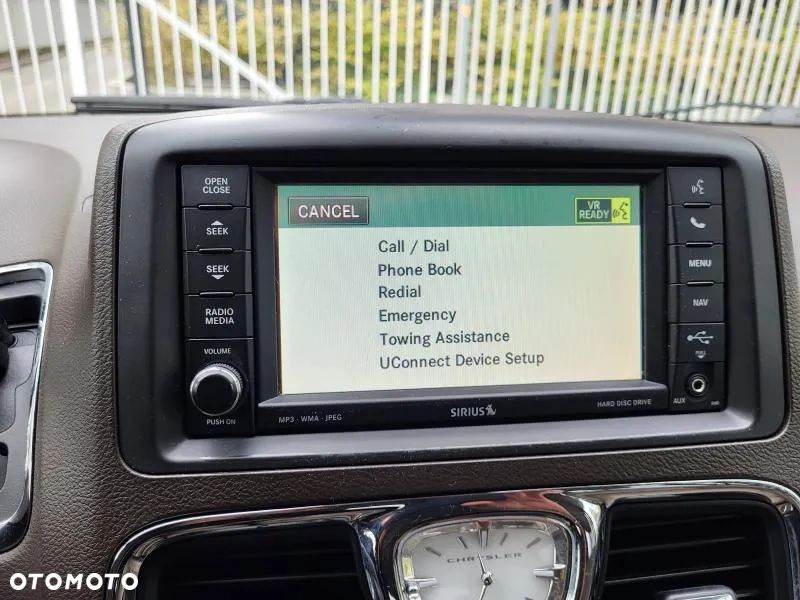 OPEN
CLOSE
SEEK
SEEK
RADIO
MEDIA
VOLUME
PUSH ON
CANCEL
VR
READY
Call / Dial
Phone Book
Redial
Emergency
Towing Assistance
UConnect Device Setup
MENU
NAV
PULL
AUX
MP3 · WMA · JPEG
SIRIUS
HARD DISC DRIVE
CHRYSLER
OTOMOTO